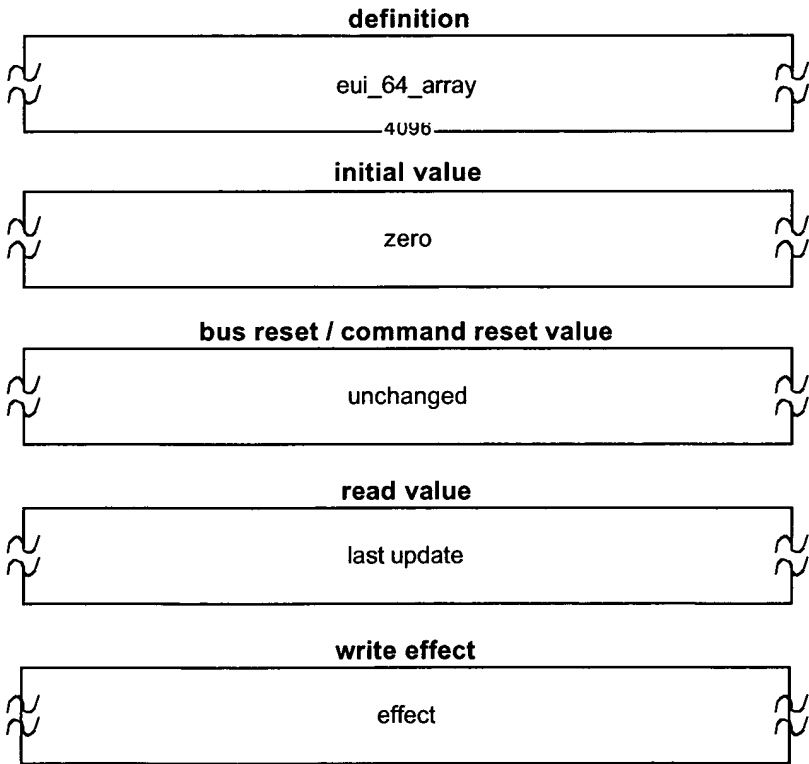 definition
eui_64_array
4096
initial value
zero
bus reset / command reset value
unchanged
read value
last update
write effect
effect